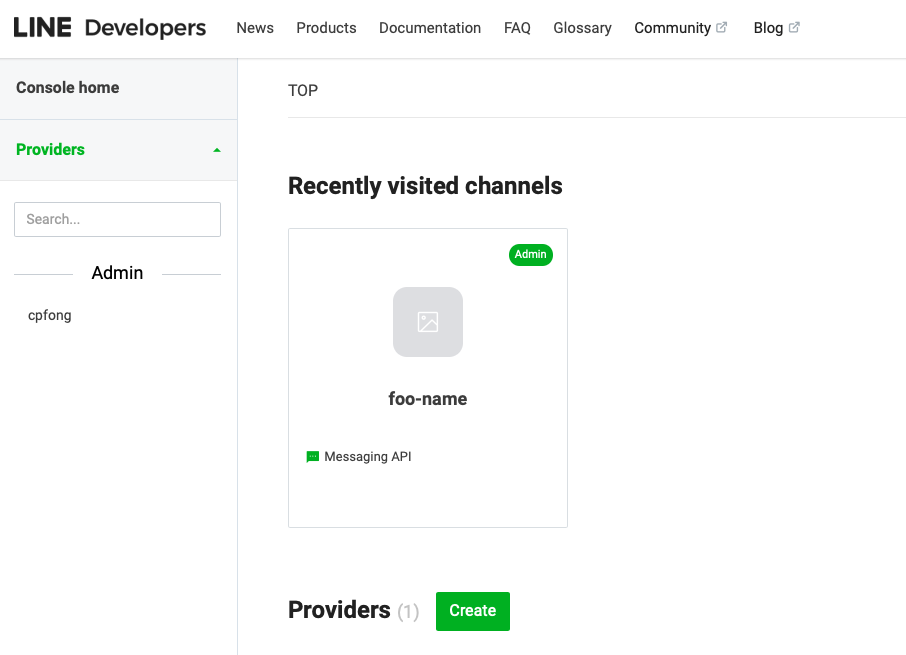 LINE Developers News Products Documentation FAQ Glossary Community Blog
Console home
Providers
Search...
Admin
cpfong
TOP
Recently visited channels
Admin
foo-name
Messaging API
Providers (1) Create